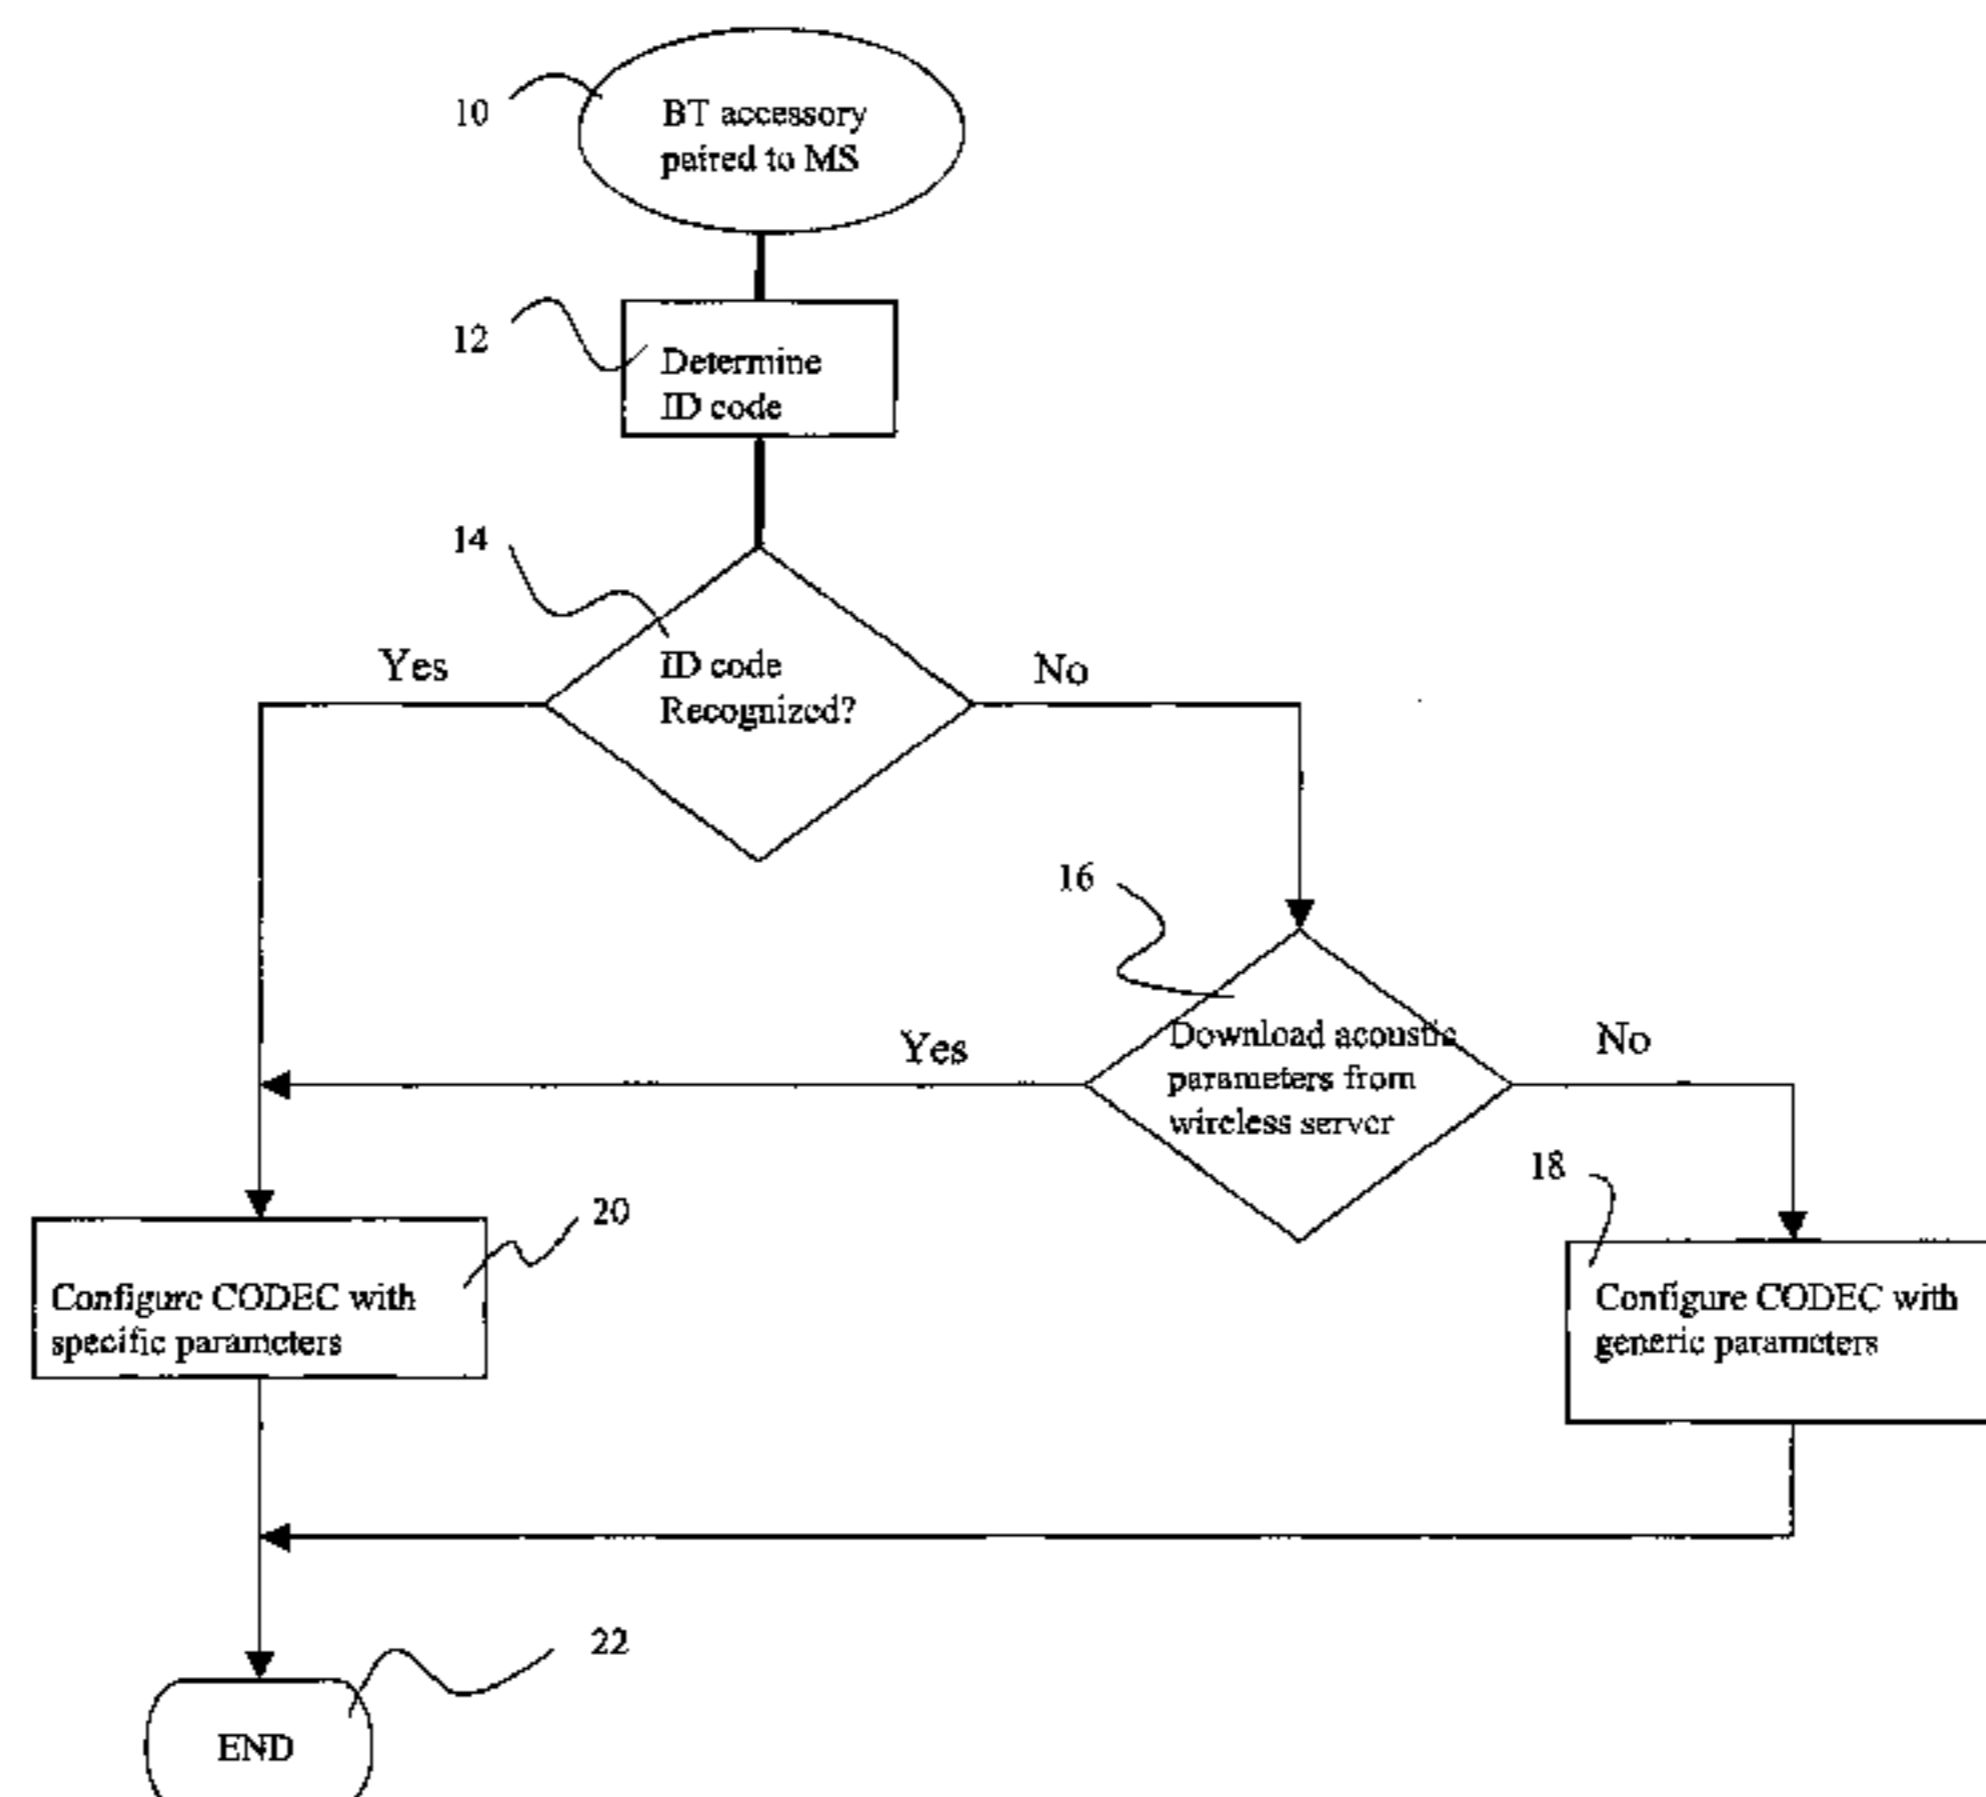 10
BT accessory
paired to MS
12
Determine
ID code
14
Yes
ID code
Recognized?
No
16
Yes
Download acoustic
parameters from
wireless server
No
18
20
Configure CODEC with
specific parameters
Configure CODEC with
generic parameters
22
END